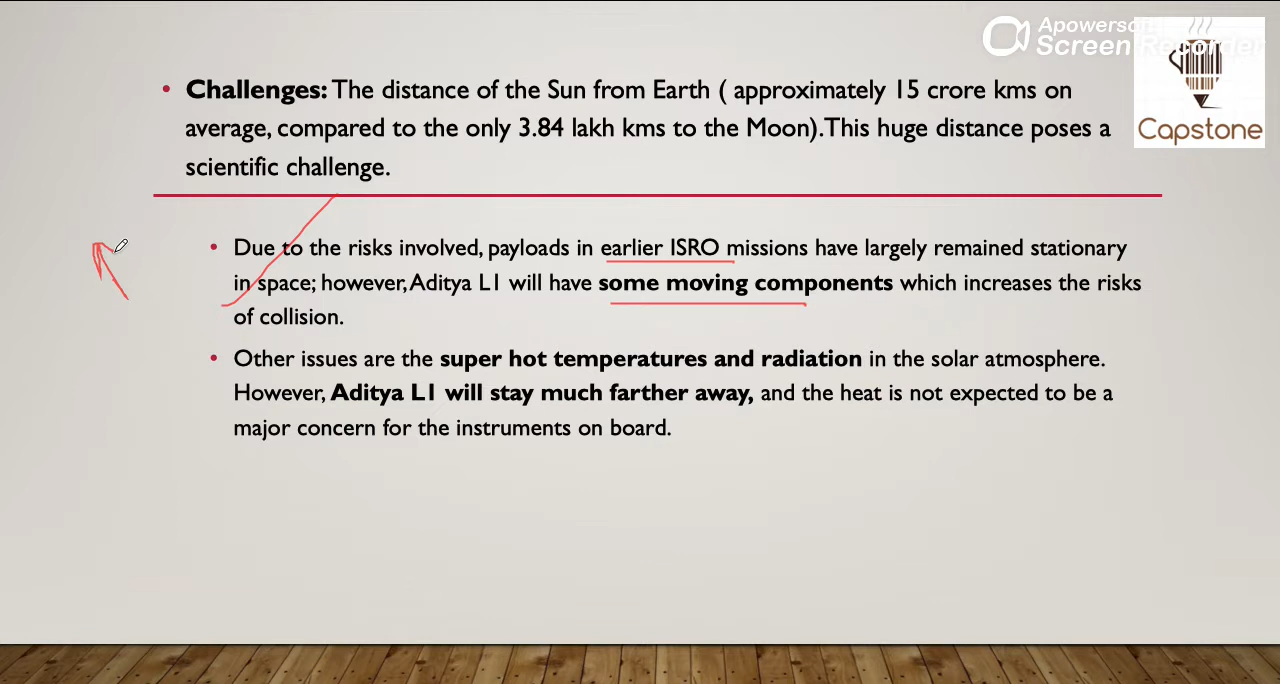 Apowersoft
Screen Recorder
Capstone
• Challenges: The distance of the Sun from Earth ( approximately 15 crore kms on
average, compared to the only 3.84 lakh kms to the Moon). This huge distance poses a
scientific challenge.
• Due to the risks involved, payloads in earlier ISRO missions have largely remained stationary
in space; however, Aditya L1 will have some moving components which increases the risks
of collision.
• Other issues are the super hot temperatures and radiation in the solar atmosphere.
However, Aditya L1 will stay much farther away, and the heat is not expected to be a
major concern for the instruments on board.